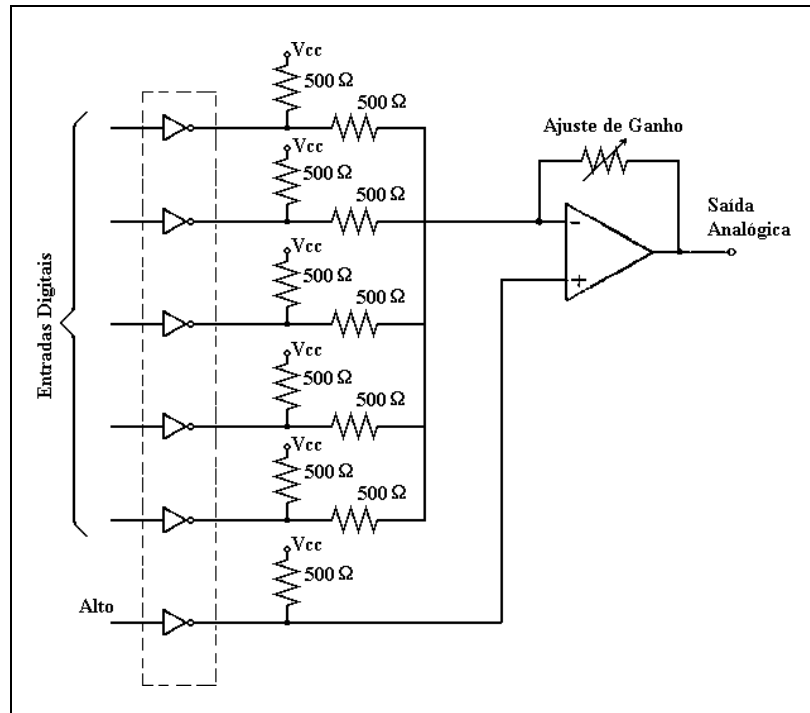 Vcc
500 Ω
500 Ω
Vcc
500 Ω
500 Ω
Vcc
500 Ω
500 Ω
Vcc
500 Ω
500 Ω
Vcc
500 Ω
500 Ω
Vcc
500 Ω
Entradas Digitais
Alto
Ajuste de Ganho
-
+
Saída
Analógica